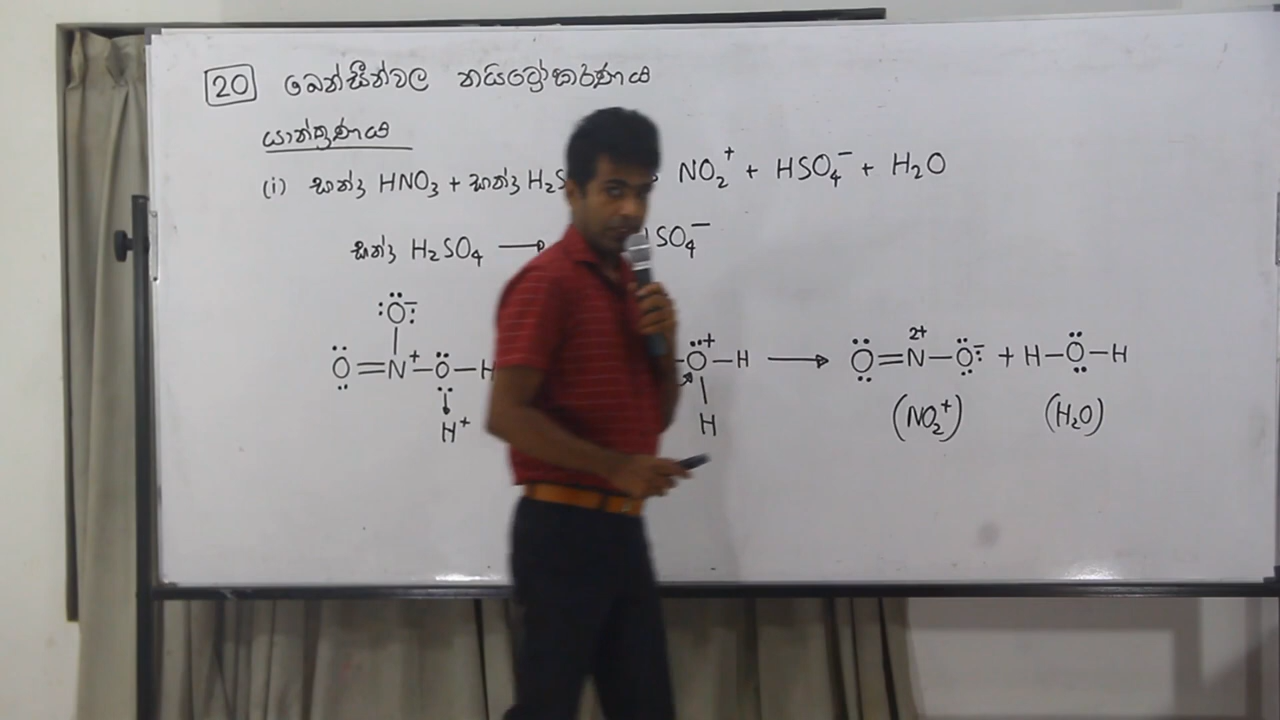 20 බෙන්සීන්වල නයිට්‍රෝකරණය
යාන්ත්‍රණය
(i) සාන්ද්‍ර HNO₃ + සාන්ද්‍ර H₂S NO₂⁺ + HSO₄⁻ + H₂O
සාන්ද්‍ර H₂SO₄ ⟶ SO₄⁻
O⁻
O=N⁺–O–H –O⁺–H ⟶ O=N²⁺–O⁻ + H–O–H
H⁺ H (NO₂⁺) (H₂O)